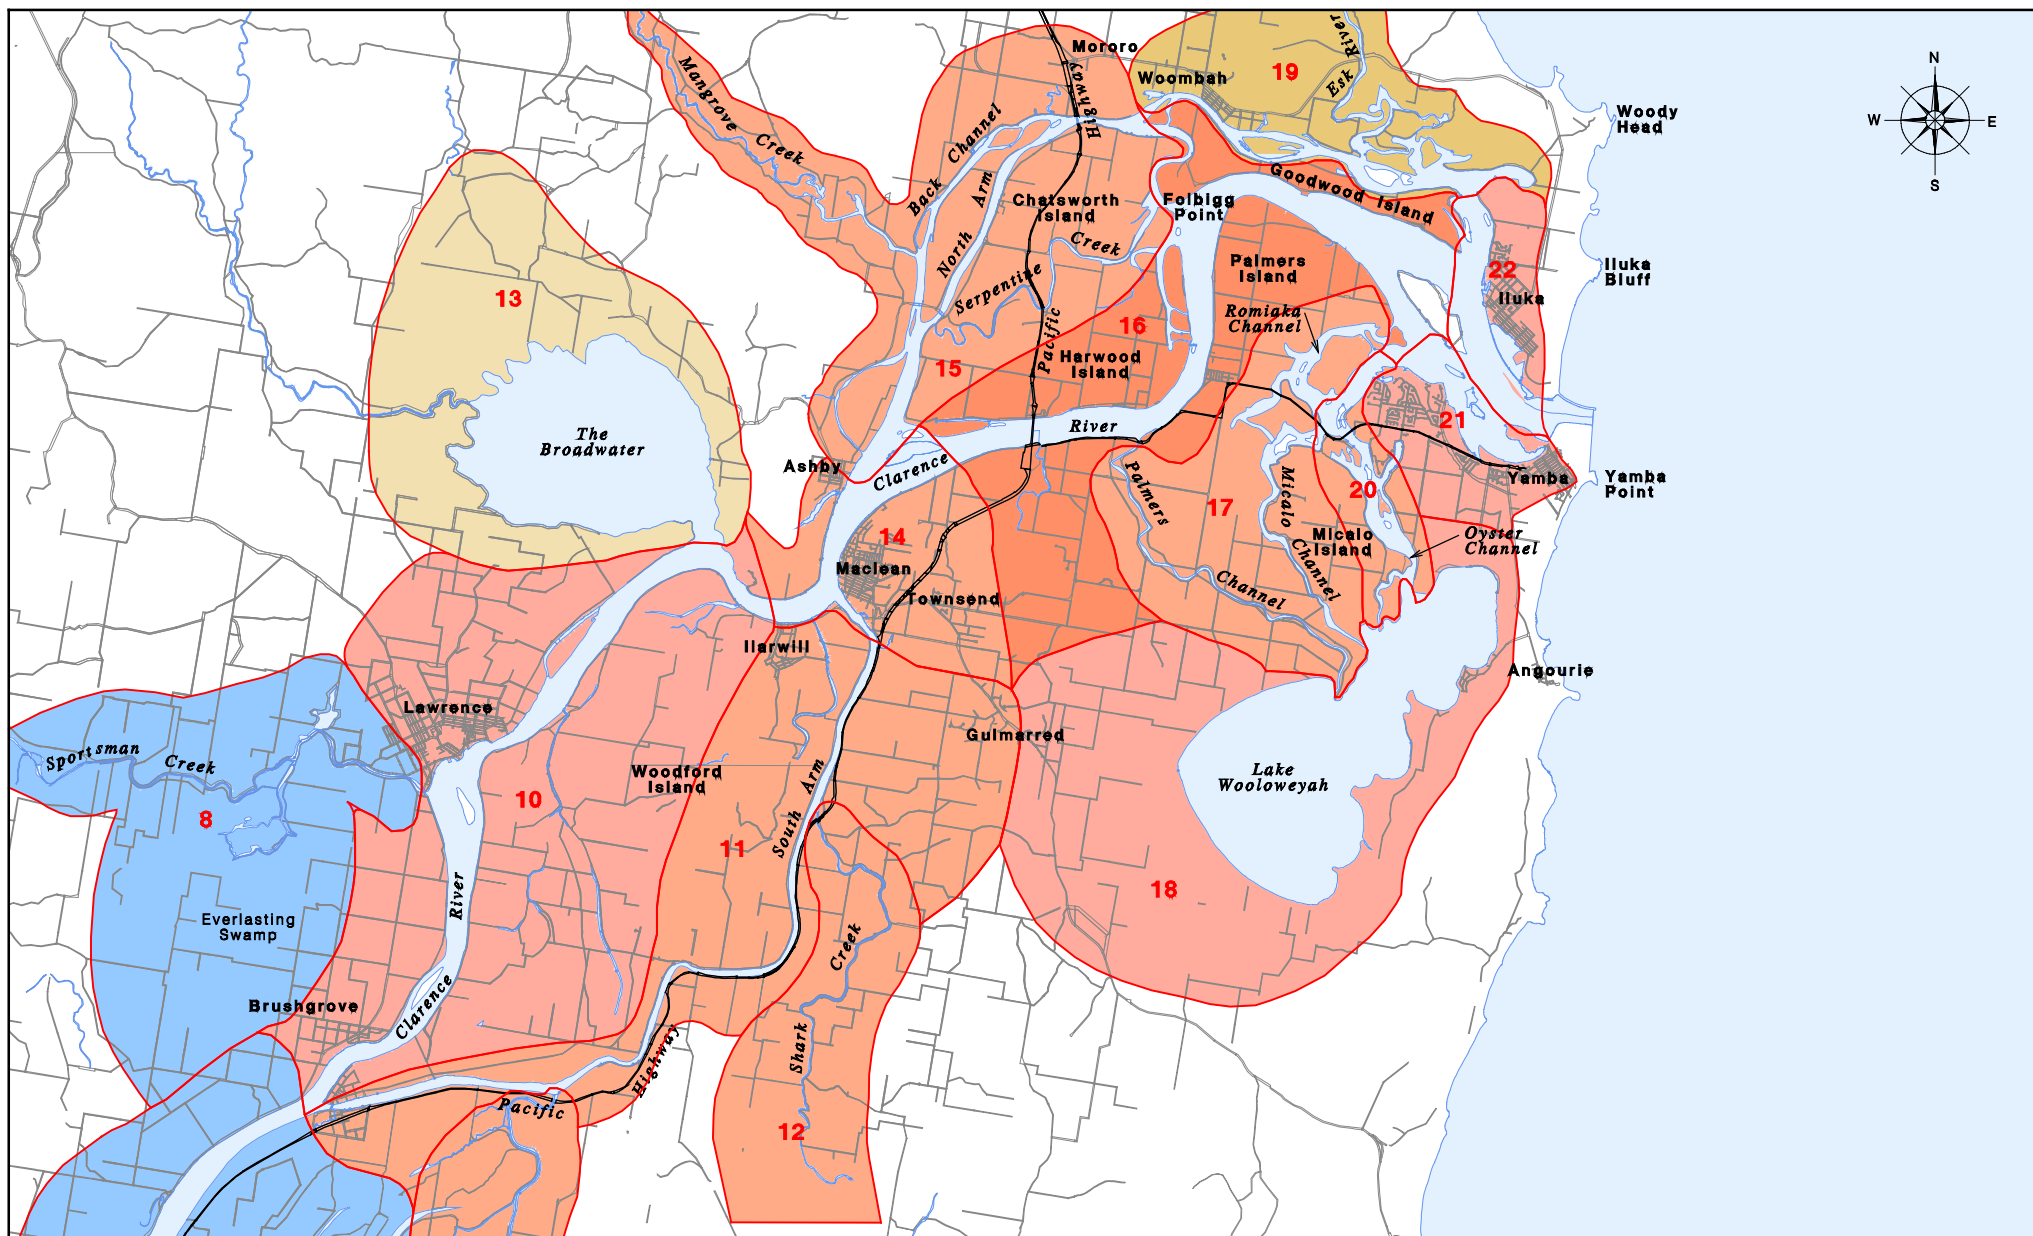 Mororo
Woombah
19
Esk
River
Woody
Head
N
W
E
S
Mangrove
Creek
Back
Channel
North
Arm
Highway
Chatsworth
Island
Creek
Serpentine
Folbigg
Point
Goodwood Island
Palmers
Island
Iluka
Bluff
22
Iluka
13
16
Romiaka
Channel
Pacific
Harwood
Island
15
21
The
Broadwater
River
Ashby
Clarence
Palmers
Micalo
Channel
20
Yamba
Yamba
Point
17
14
Micalo
Island
Oyster
Channel
Maclean
Channel
Townsend
Ilarwill
Angourie
Lawrence
Gulmarred
Sportsman
Creek
Woodford
Island
Lake
Wooloweyah
10
8
South
Arm
11
18
River
Everlasting
Swamp
Creek
Brushgrove
Clarence
Shark
Highway
Pacific
12